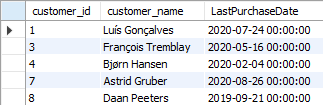 customer_id customer_name LastPurchaseDate
1 Luís Gonçalves 2020-07-24 00:00:00
3 François Tremblay 2020-05-16 00:00:00
4 Bjørn Hansen 2020-02-04 00:00:00
7 Astrid Gruber 2020-08-26 00:00:00
8 Daan Peeters 2019-09-21 00:00:00